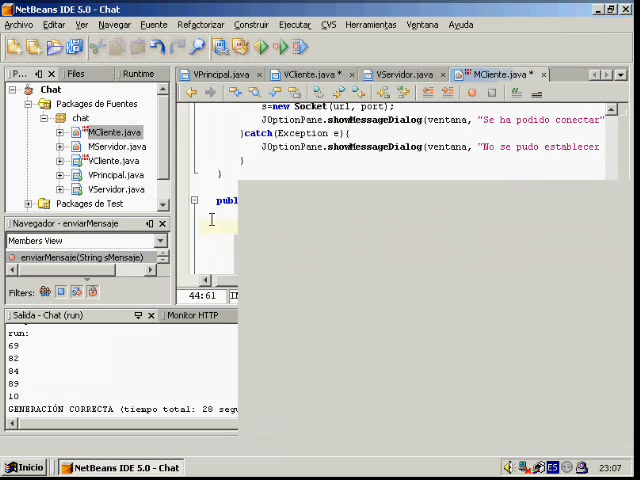 NetBeans IDE 5.0 - Chat
Archivo Editar Ver Navegar Fuente Refactorizar Construir Ejecutar CVS Herramientas Ventana Ayuda
P... Files Runtime
VPrincipal.java VCliente.java * VServidor.java MCliente.java *
Chat
Packages de Fuentes
chat
MCliente.java
MServidor.java
VCliente.java
VPrincipal.java
VServidor.java
Packages de Test
s=new Socket(url, port);
JOptionPane.showMessageDialog(ventana, "Se ha podido conectar"
}catch(Exception e){
JOptionPane.showMessageDialog(ventana, "No se pudo establecer
}
}
publ
Navegador - enviarMensaje
Members View
enviarMensaje(String sMensaje)
Filters:
44:61 IN
Salida - Chat (run) Monitor HTTP
run:
69
82
84
89
10
GENERACIÓN CORRECTA (tiempo total: 28 segu
Inicio NetBeans IDE 5.0 - Chat ES 23:07